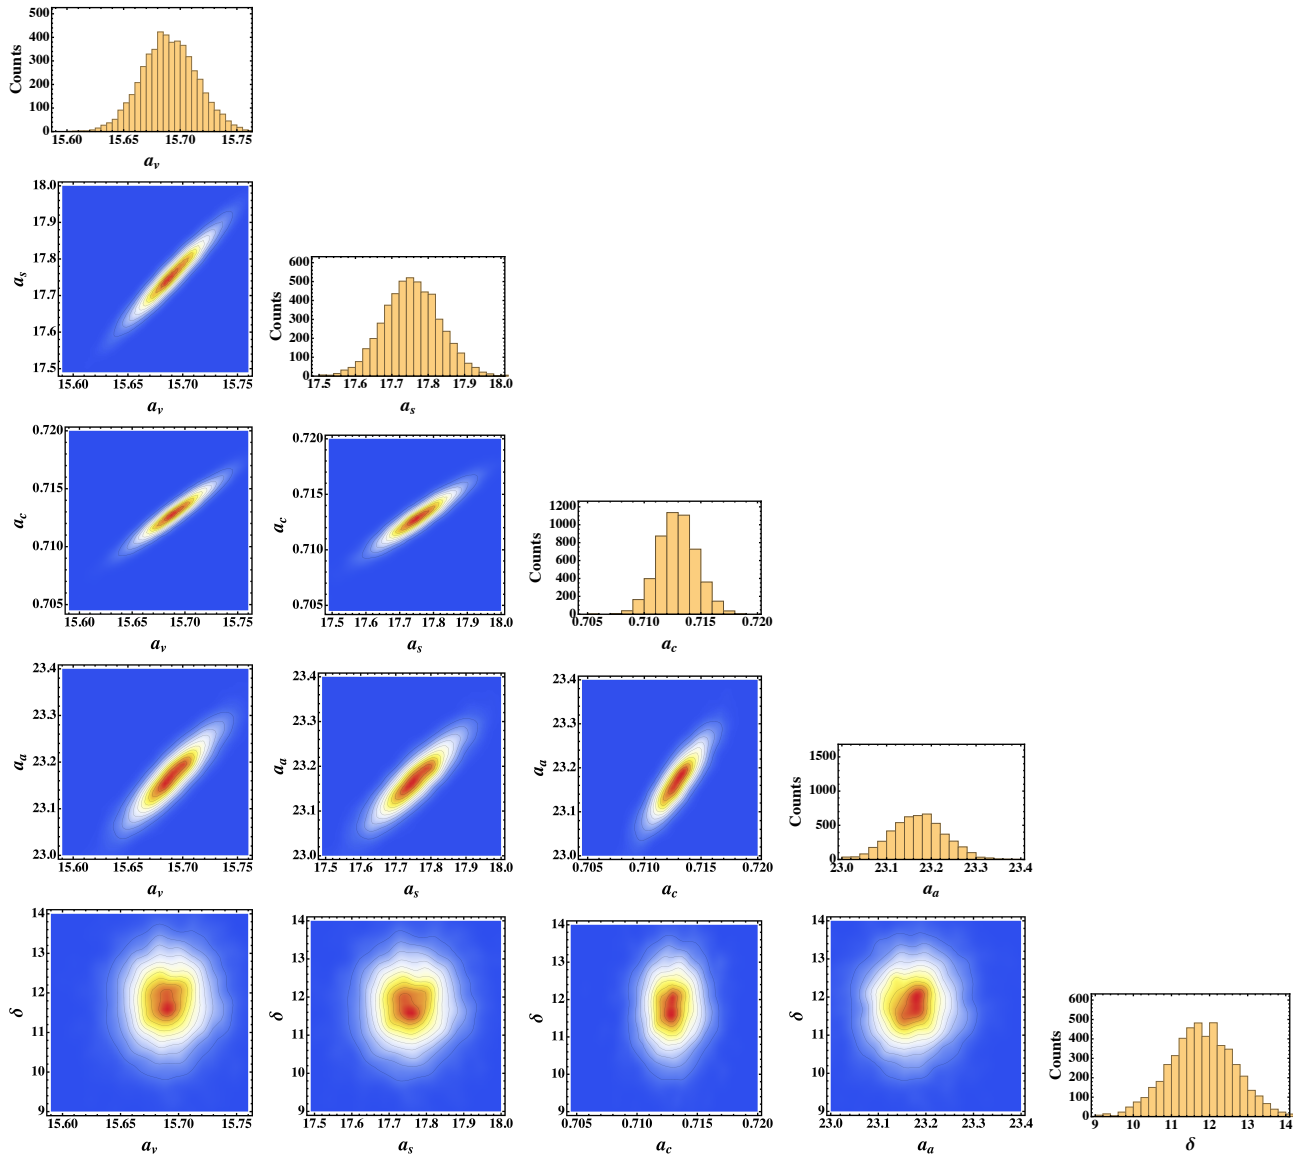 500
400
300
200
100
0
Counts
15.60 15.65 15.70 15.75
a_v
18.0
17.9
17.8
17.7
17.6
17.5
a_s
15.60 15.65 15.70 15.75
a_v
600
500
400
300
200
100
0
Counts
17.5 17.6 17.7 17.8 17.9 18.0
a_s
0.720
0.715
0.710
0.705
a_c
15.60 15.65 15.70 15.75
a_v
0.720
0.715
0.710
0.705
a_c
17.5 17.6 17.7 17.8 17.9 18.0
a_s
1200
1000
800
600
400
200
0
Counts
0.705 0.710 0.715 0.720
a_c
23.4
23.3
23.2
23.1
23.0
a_a
15.60 15.65 15.70 15.75
a_v
23.4
23.3
23.2
23.1
23.0
a_a
17.5 17.6 17.7 17.8 17.9 18.0
a_s
23.4
23.3
23.2
23.1
23.0
a_a
0.705 0.710 0.715 0.720
a_c
1500
1000
500
0
Counts
23.0 23.1 23.2 23.3 23.4
a_a
14
13
12
11
10
9
δ
15.60 15.65 15.70 15.75
a_v
14
13
12
11
10
9
δ
17.5 17.6 17.7 17.8 17.9 18.0
a_s
14
13
12
11
10
9
δ
0.705 0.710 0.715 0.720
a_c
14
13
12
11
10
9
δ
23.0 23.1 23.2 23.3 23.4
a_a
600
500
400
300
200
100
0
Counts
9 10 11 12 13 14
δ